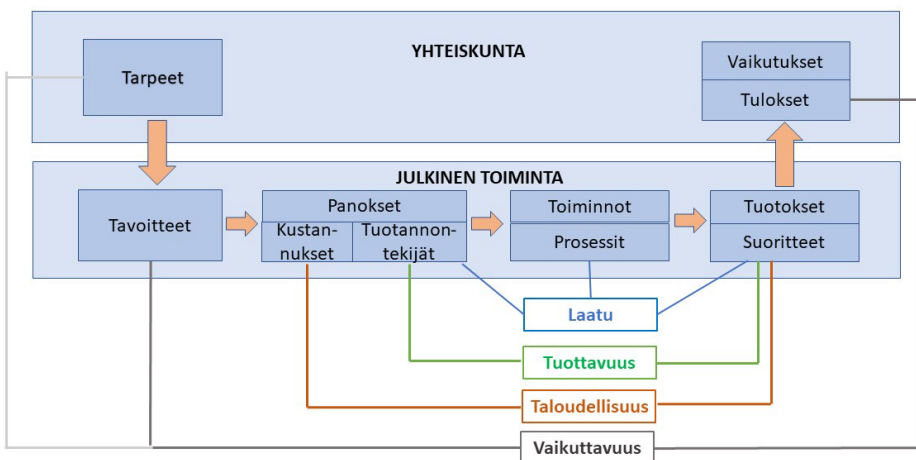 YHTEISKUNTA
Tarpeet
Vaikutukset
Tulokset
JULKINEN TOIMINTA
Tavoitteet
Panokset
Kustan-
nukset
Tuotannon-
tekijät
Toiminnot
Prosessit
Tuotokset
Suoritteet
Laatu
Tuottavuus
Taloudellisuus
Vaikuttavuus